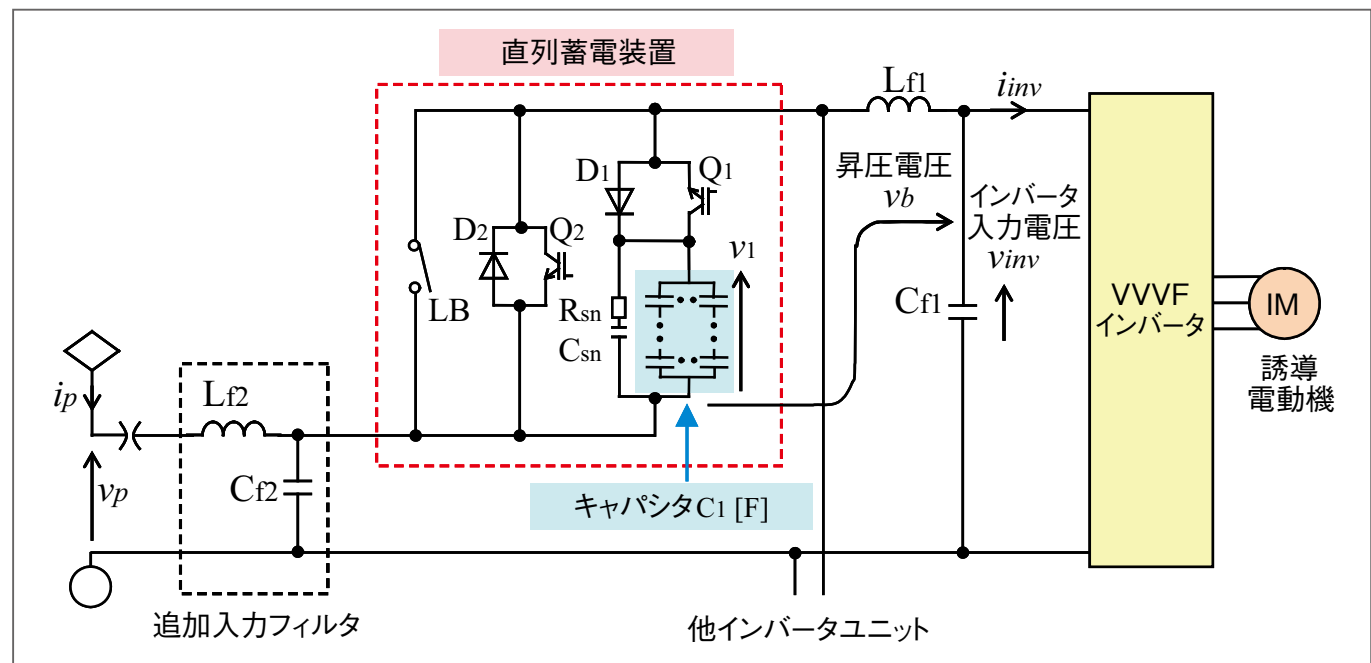 直列蓄電装置
Lf1
iinv
D1
Q1
昇圧電圧
vb
インバータ
入力電圧
vinv
D2
Q2
v1
LB
Rsn
Csn
Cf1
VVVF
インバータ
IM
誘導
電動機
ip
Lf2
vp
Cf2
キャパシタC1 [F]
追加入力フィルタ
他インバータユニット